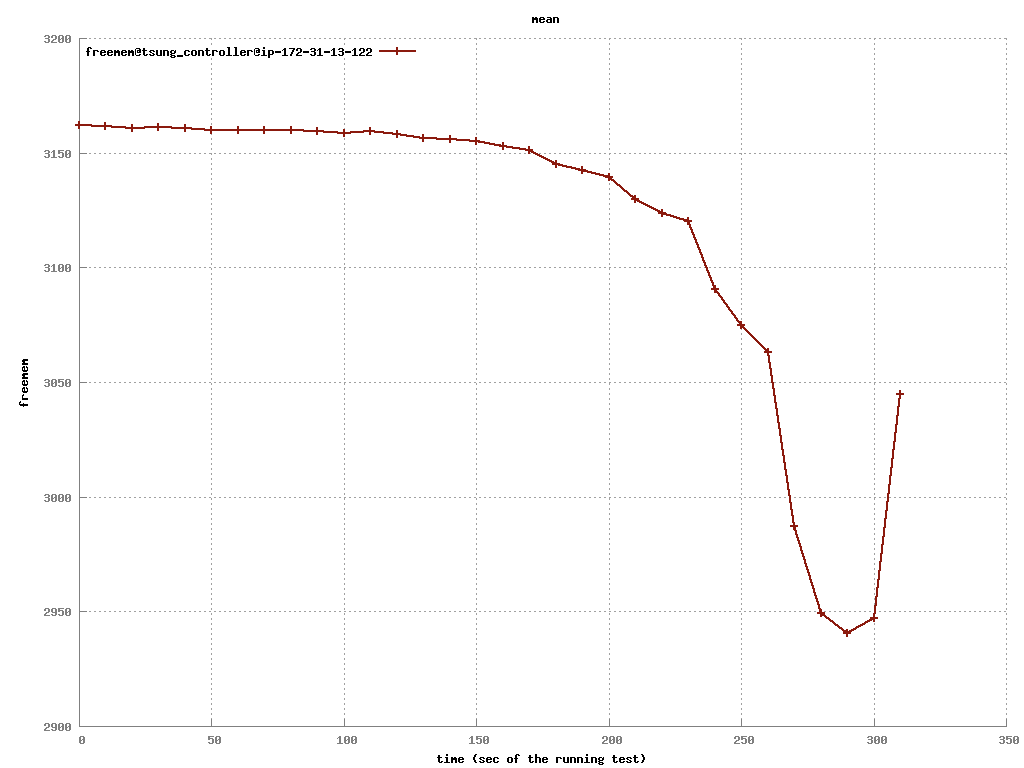 mean
3200
freemem@tsung_controller@ip-172-31-13-122
3150
3100
3050
freemem
3000
2950
2900
0 50 100 150 200 250 300 350
time (sec of the running test)